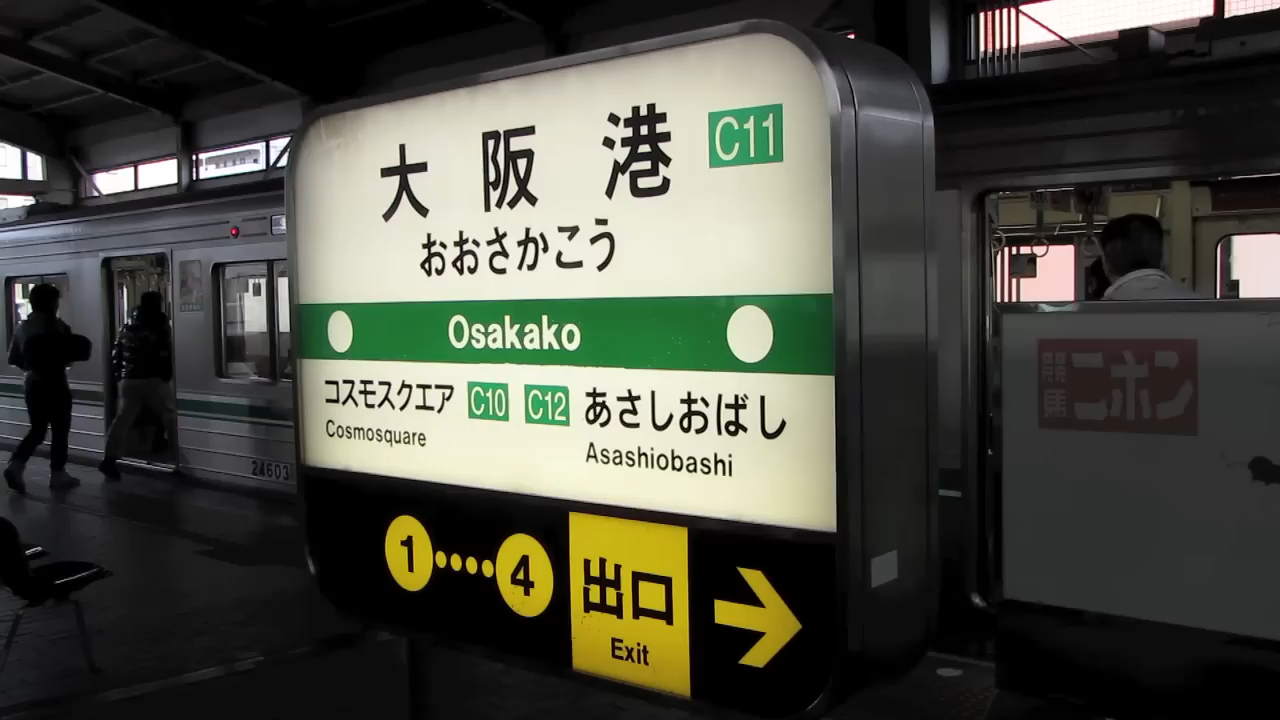 大阪港 C11
おおさかこう
Osakako
コスモスクエア C10 C12 あさしおばし
Cosmosquare Asashiobashi
1 4 出口
Exit
24603
ニホン